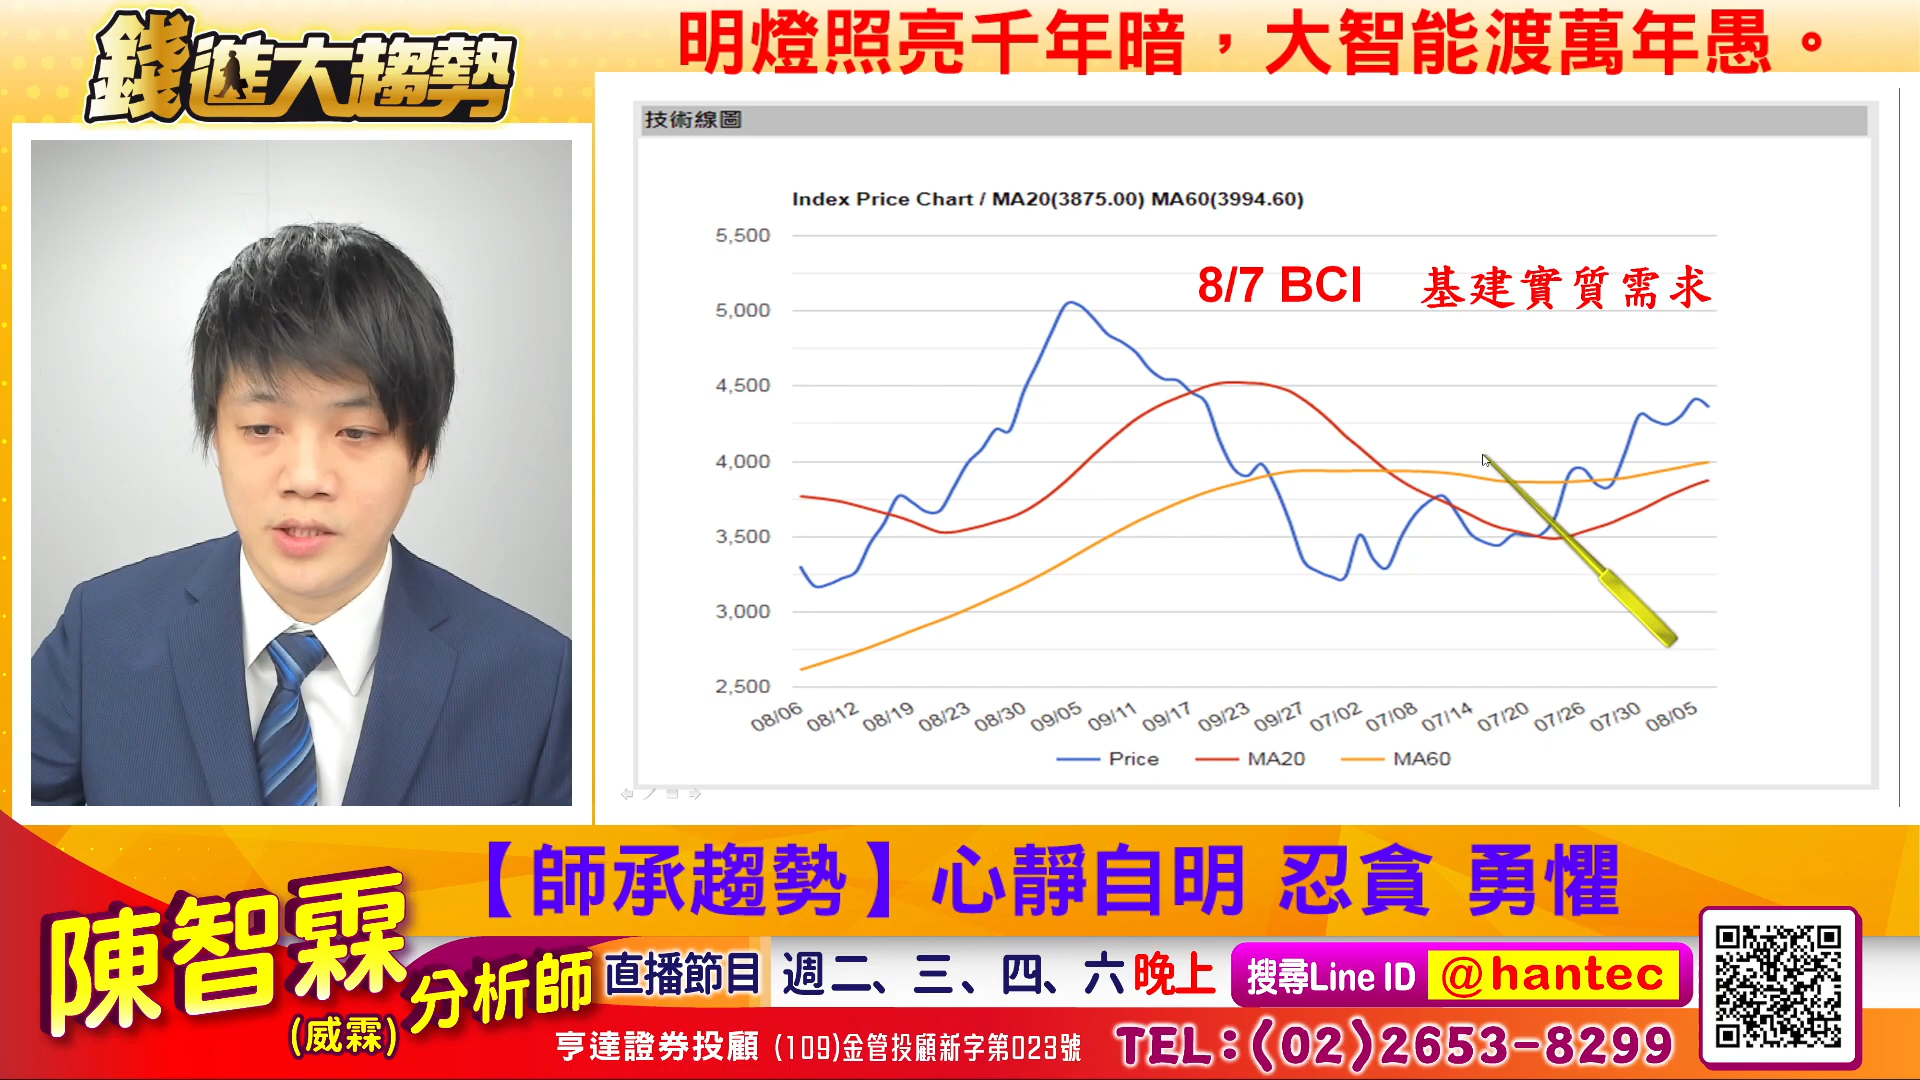 錢進大趨勢
明燈照亮千年暗，大智能渡萬年愚。
技術線圖
Index Price Chart / MA20(3875.00) MA60(3994.60)
8/7 BCI 基建實質需求
5,500
5,000
4,500
4,000
3,500
3,000
2,500
08/06 08/12 08/19 08/23 08/30 09/05 09/11 09/17 09/23 09/27 07/02 07/08 07/14 07/20 07/26 07/30 08/05
Price MA20 MA60
【師承趨勢】心靜自明 忍貪 勇懼
陳智霖
(威霖)
分析師
直播節目 週二、三、四、六晚上
搜尋Line ID @hantec
亨達證券投顧 (109)金管投顧新字第023號
TEL:(02)2653-8299